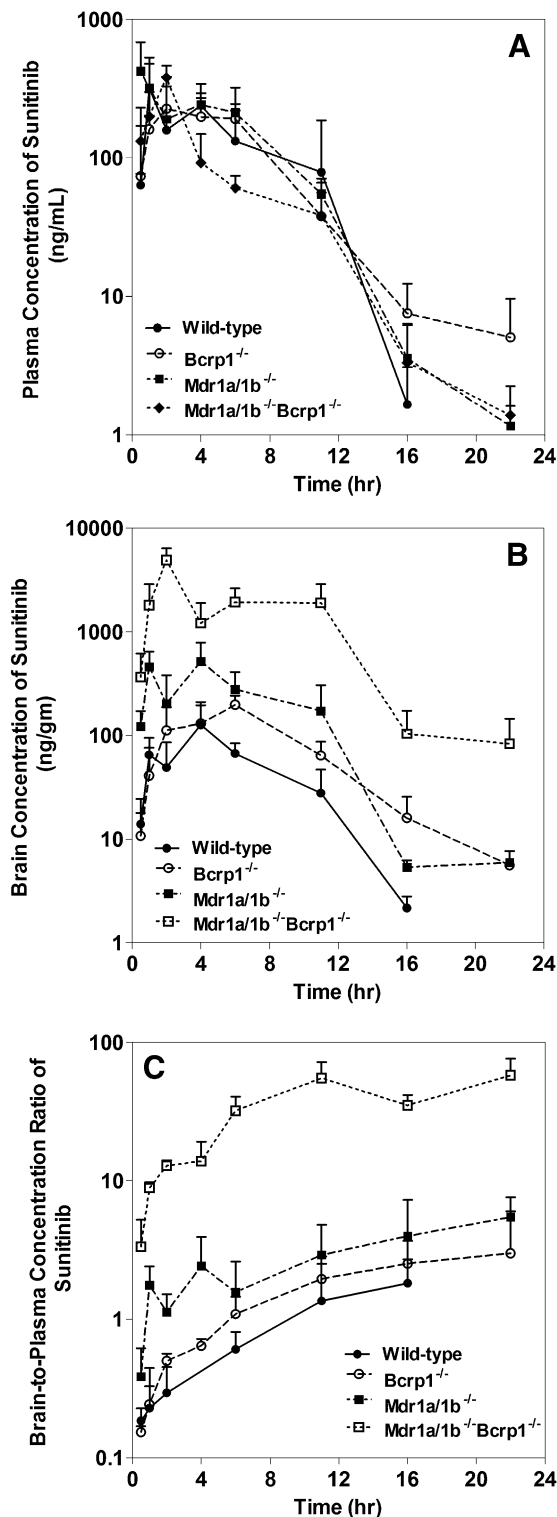 A
Plasma Concentration of Sunitinib
(ng/mL)
1000
100
10
1
Wild-type
Bcrp1-/-
Mdr1a/1b-/-
Mdr1a/1b-/-Bcrp1-/-
0 4 8 12 16 20 24
Time (hr)
B
Brain Concentration of Sunitinib
(ng/gm)
10000
1000
100
10
1
Wild-type
Bcrp1-/-
Mdr1a/1b-/-
Mdr1a/1b-/-Bcrp1-/-
0 4 8 12 16 20 24
Time (hr)
C
Brain-to-Plasma Concentration Ratio of
Sunitinib
100
10
1
0.1
Wild-type
Bcrp1-/-
Mdr1a/1b-/-
Mdr1a/1b-/-Bcrp1-/-
0 4 8 12 16 20 24
Time (hr)